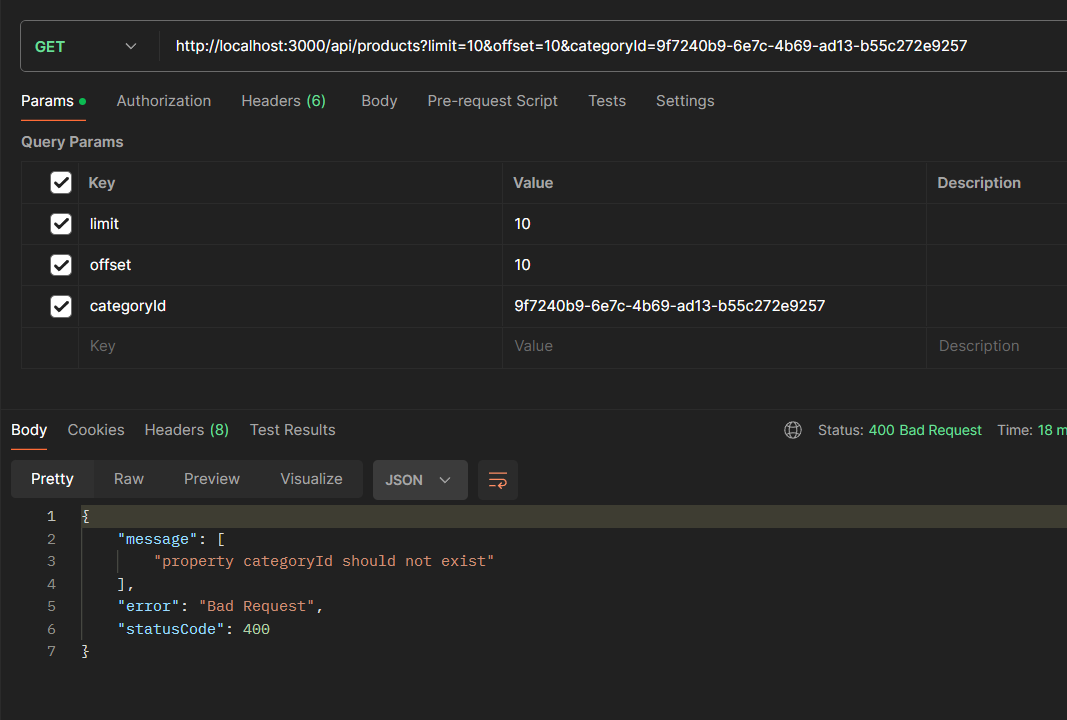 GET http://localhost:3000/api/products?limit=10&offset=10&categoryId=9f7240b9-6e7c-4b69-ad13-b55c272e9257
Params Authorization Headers (6) Body Pre-request Script Tests Settings
Query Params
Key Value Description
limit 10
offset 10
categoryId 9f7240b9-6e7c-4b69-ad13-b55c272e9257
Key Value Description
Body Cookies Headers (8) Test Results Status: 400 Bad Request Time: 18 m
Pretty Raw Preview Visualize JSON
1 {
2 "message": [
3 "property categoryId should not exist"
4 ],
5 "error": "Bad Request",
6 "statusCode": 400
7 }